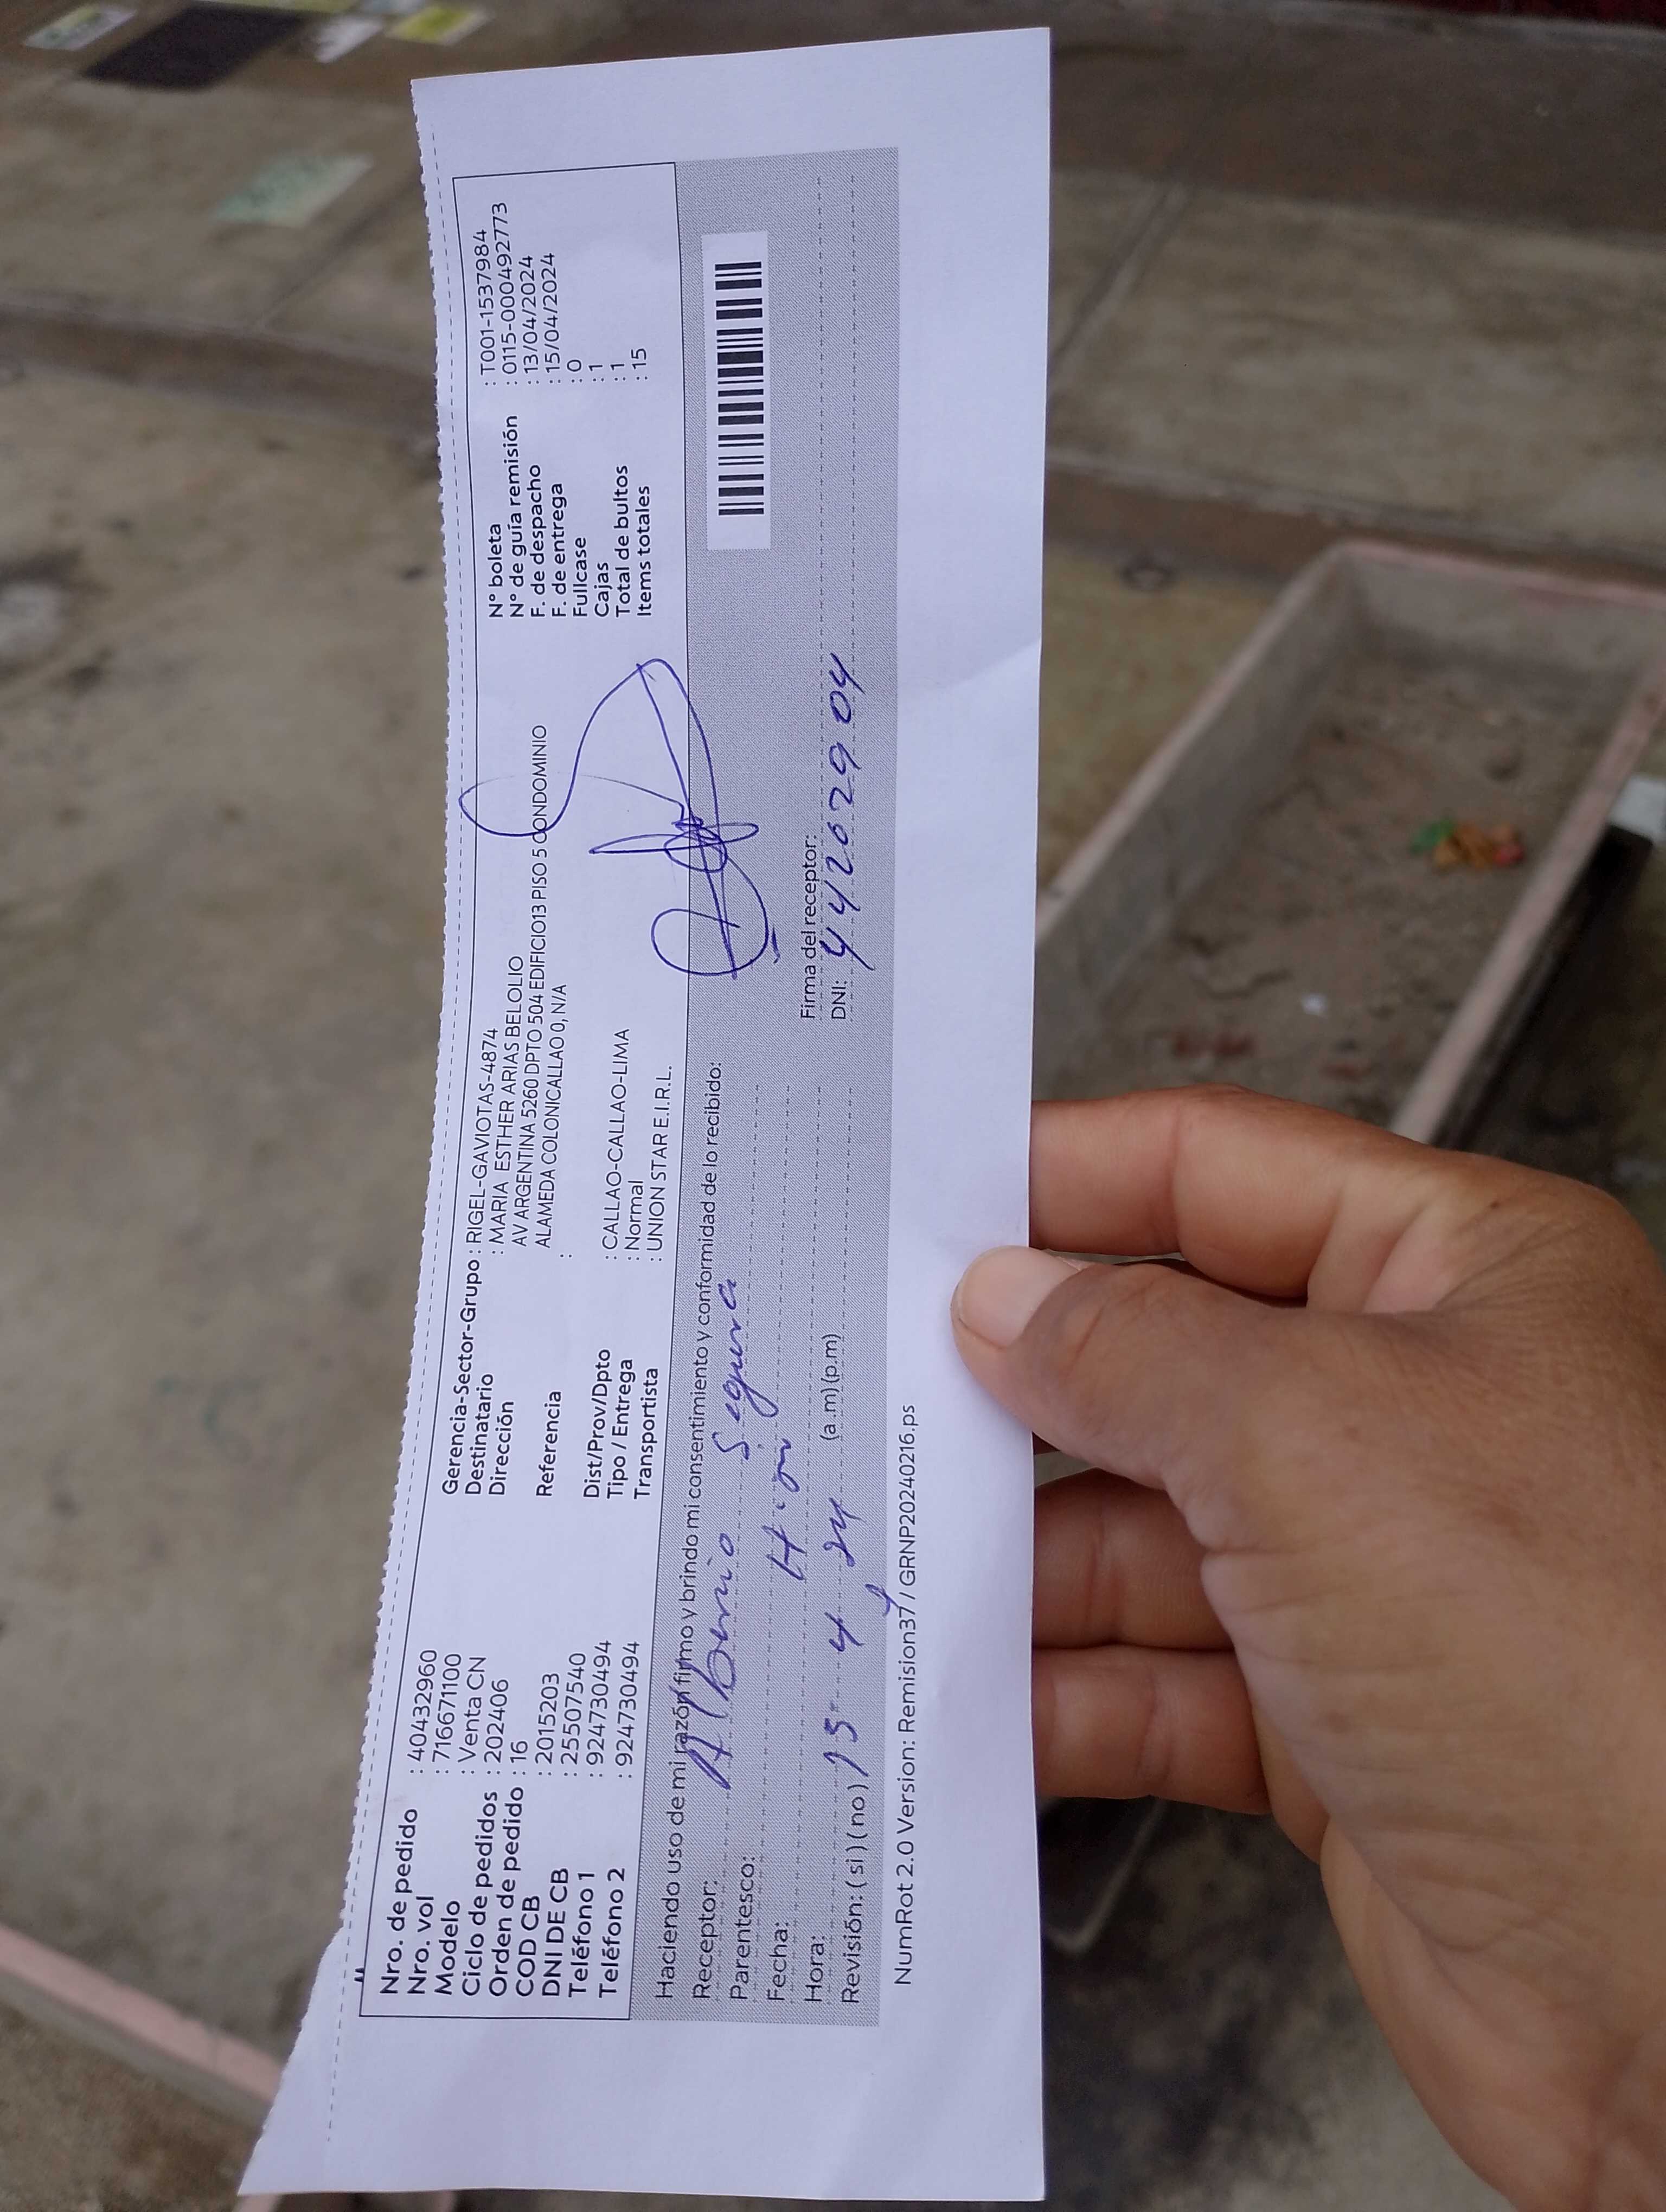 Nro. de pedido : 40432960
Nro. vol : 716671100
Modelo : Venta CN
Ciclo de pedidos : 202406
Orden de pedido : 16
COD CB : 2015203
DNI DE CB : 25507540
Teléfono 1 : 924730494
Teléfono 2 : 924730494
Gerencia-Sector-Grupo : RIGEL-GAVIOTAS-4874
Destinatario : MARIA ESTHER ARIAS BELOLIO
Dirección AV ARGENTINA 5260 DPTO 504 EDIFICIO13 PISO 5 CONDOMINIO
ALAMEDA COLONICALLAO 0, N/A
Referencia :
Dist/Prov/Dpto : CALLAO-CALLAO-LIMA
Tipo / Entrega : Normal
Transportista : UNION STAR E.I.R.L.
N° boleta : T001-1537984
N° de guía remisión : 0115-000492773
F. de despacho : 13/04/2024
F. de entrega : 15/04/2024
Fullcase : 0
Cajas : 1
Total de bultos : 1
Items totales : 15
Haciendo uso de mi razón firmo y brindo mi consentimiento y conformidad de lo recibido:
Receptor: Segura
Parentesco:
Fecha:
Hora: 15 4 24 (a.m) (p.m)
Revisión: ( si ) ( no )
Firma del receptor:
DNI: 44202904
NumRot 2.0 Version: Remision37 / GRNP20240216.ps